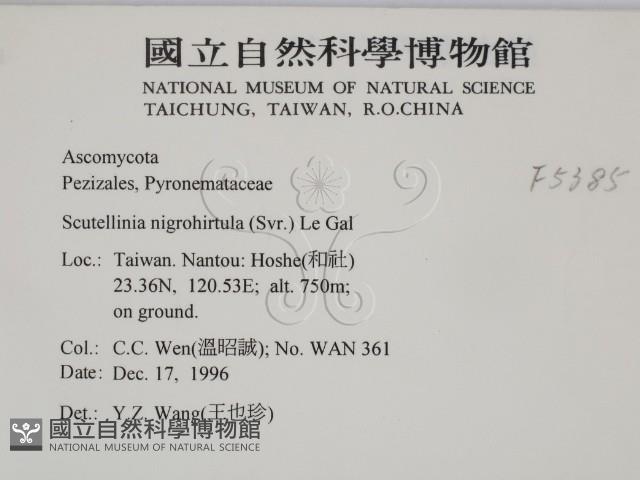 國立自然科學博物館
NATIONAL MUSEUM OF NATURAL SCIENCE
TAICHUNG, TAIWAN, R.O.CHINA
Ascomycota
Pezizales, Pyronemataceae
F5385
Scutellinia nigrohirtula (Svr.) Le Gal
Loc.: Taiwan. Nantou: Hoshe(和社)
23.36N, 120.53E; alt. 750m;
on ground.
Col.: C.C. Wen(溫昭誠); No. WAN 361
Date: Dec. 17, 1996
Det.: Y.Z. Wang(王也珍)
國立自然科學博物館
NATIONAL MUSEUM OF NATURAL SCIENCE